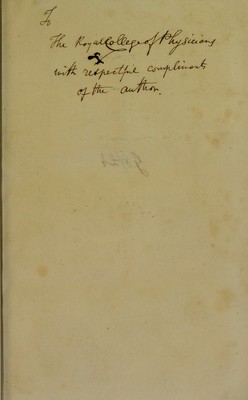 To
The Royal College of Physicians
with respectful compliments
of the author.